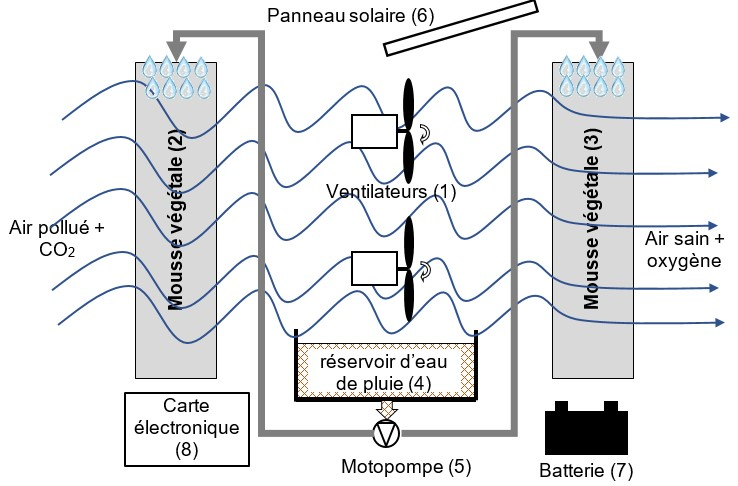 Panneau solaire (6)
Mousse végétale (2)
Mousse végétale (3)
Ventilateurs (1)
Air pollué +
CO₂
Air sain +
oxygène
réservoir d'eau
de pluie (4)
Carte
électronique
(8)
Motopompe (5)
Batterie (7)